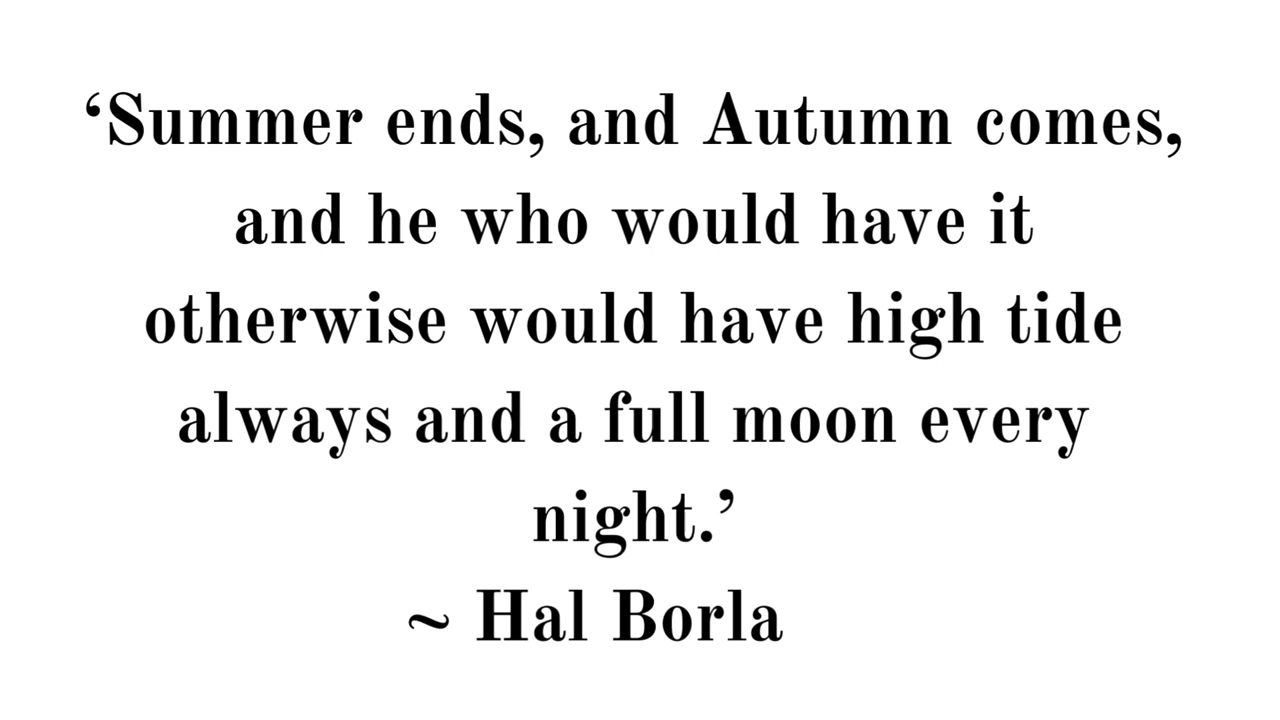 ‘Summer ends, and Autumn comes,
and he who would have it
otherwise would have high tide
always and a full moon every
night.’
~ Hal Borla